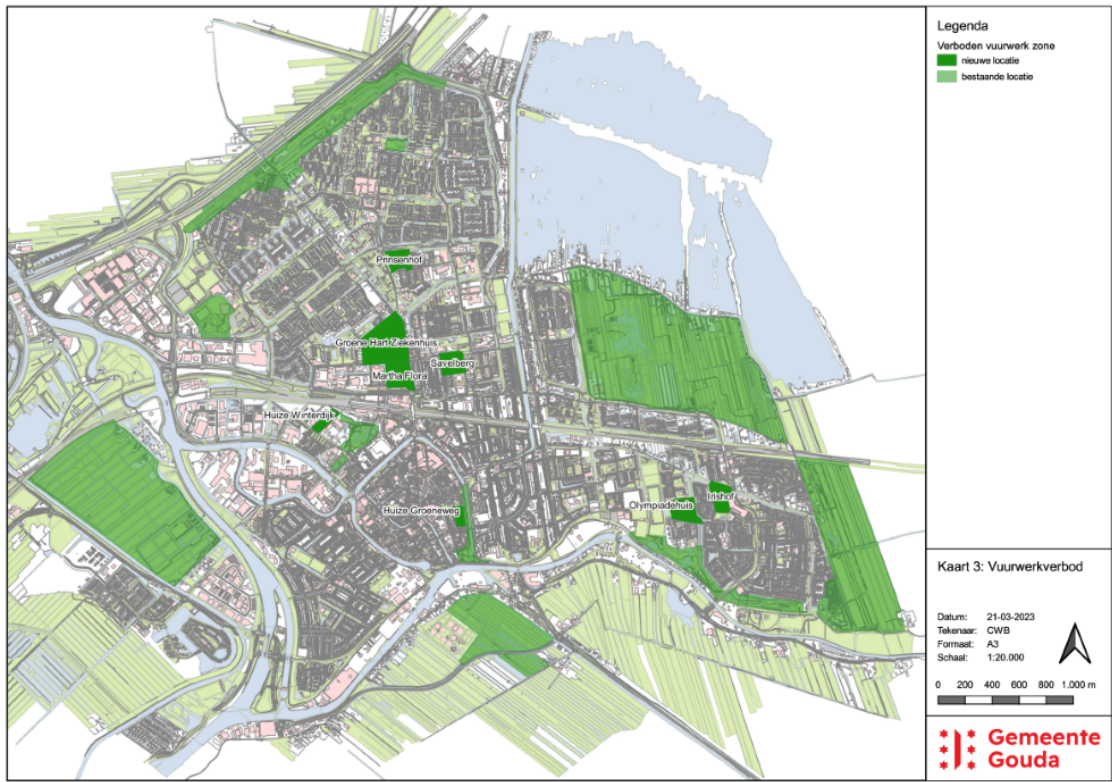 Legenda
Verboden vuurwerk zone
nieuwe locatie
bestaande locatie
Prinsenhof
Groene Hart Ziekenhuis
Savelberg
Martha Flora
Huize Winterdijk
Huize Groeneweg
Olympiadehuis
Irishof
Kaart 3: Vuurwerkverbod
Datum: 21-03-2023
Tekenaar: CWB
Formaat: A3
Schaal: 1:20.000
0 200 400 600 800 1.000 m
Gemeente
Gouda